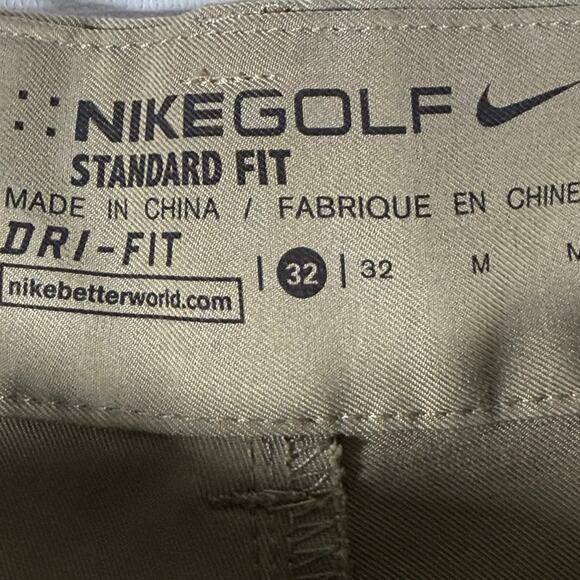 NIKEGOLF
STANDARD FIT
MADE IN CHINA / FABRIQUE EN CHINE
DRI-FIT
| 32 | 32 M M
nikebetterworld.com